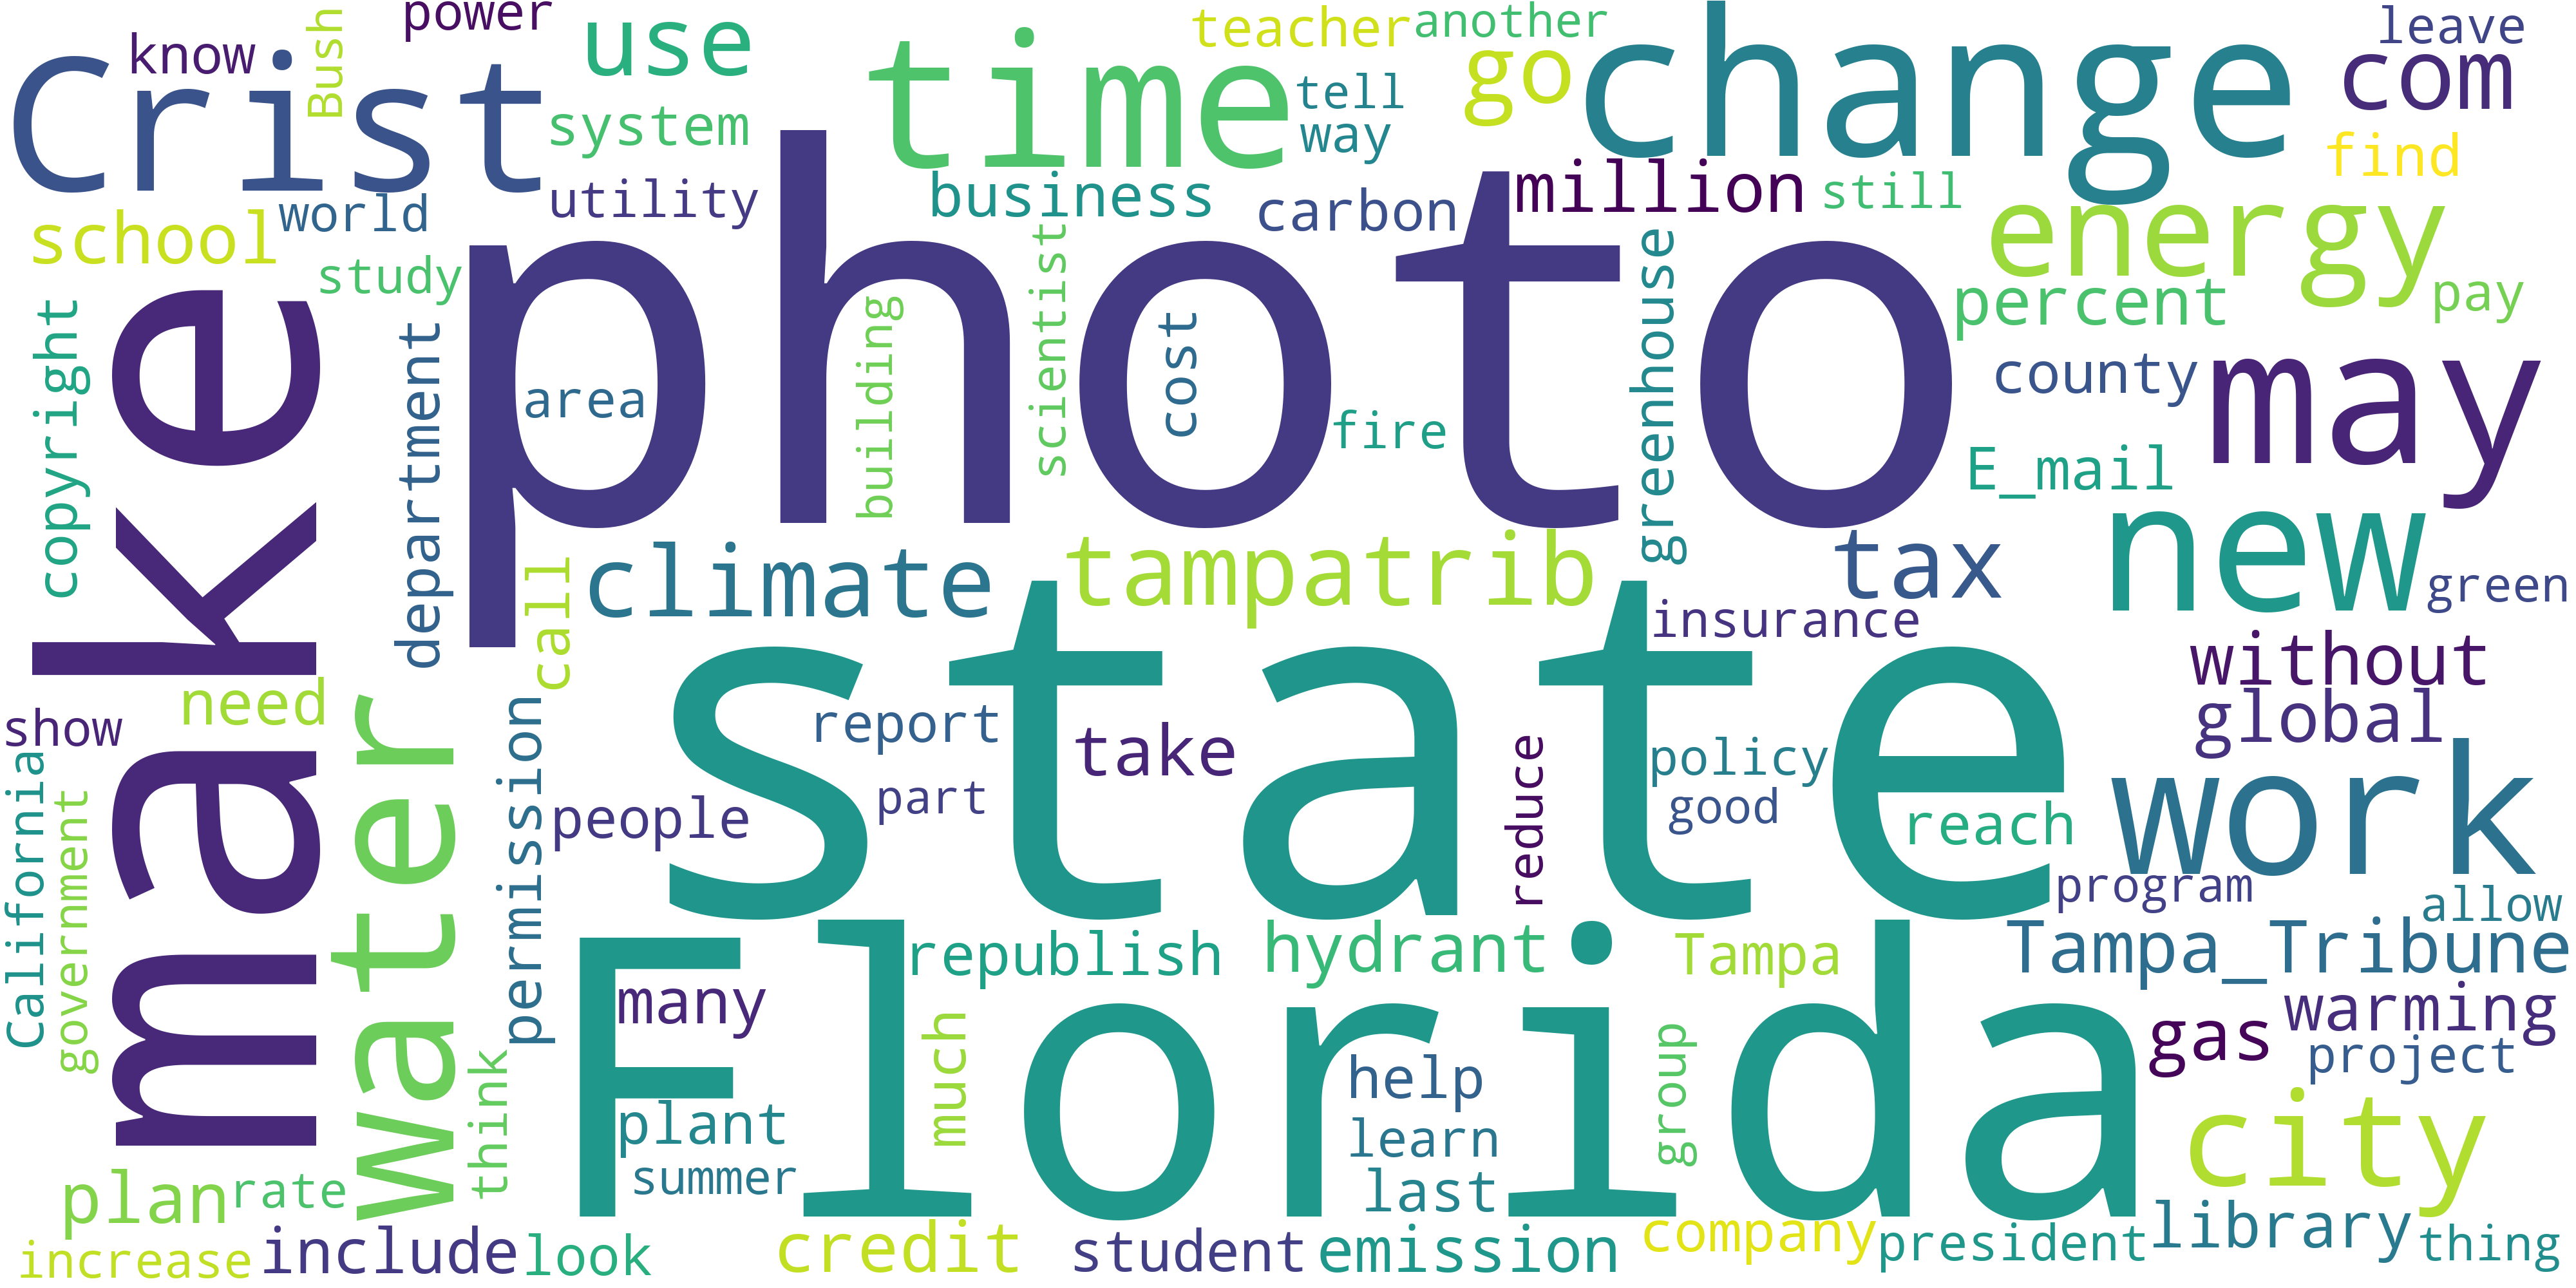 power
teacher
another
leave
know
Bush
use
time
go
change
com
Crist
system
tell
way
find
utility
business
million
still
school
world
carbon
energy
study
photo
percent
pay
copyright
department
area
building
scientist
cost
fire
greenhouse
county
may
make
E_mail
climate
tampatrib
tax
new
green
call
insurance
without
need
state
global
show
water
permission
report
take
policy
work
California
government
people
part
reduce
good
reach
program
allow
republish
hydrant
Tampa
Tampa_Tribune
many
Florida
warming
think
much
help
group
gas
project
plant
learn
city
summer
last
plan
rate
increase
include
look
credit
student
emission
company
president
library
thing